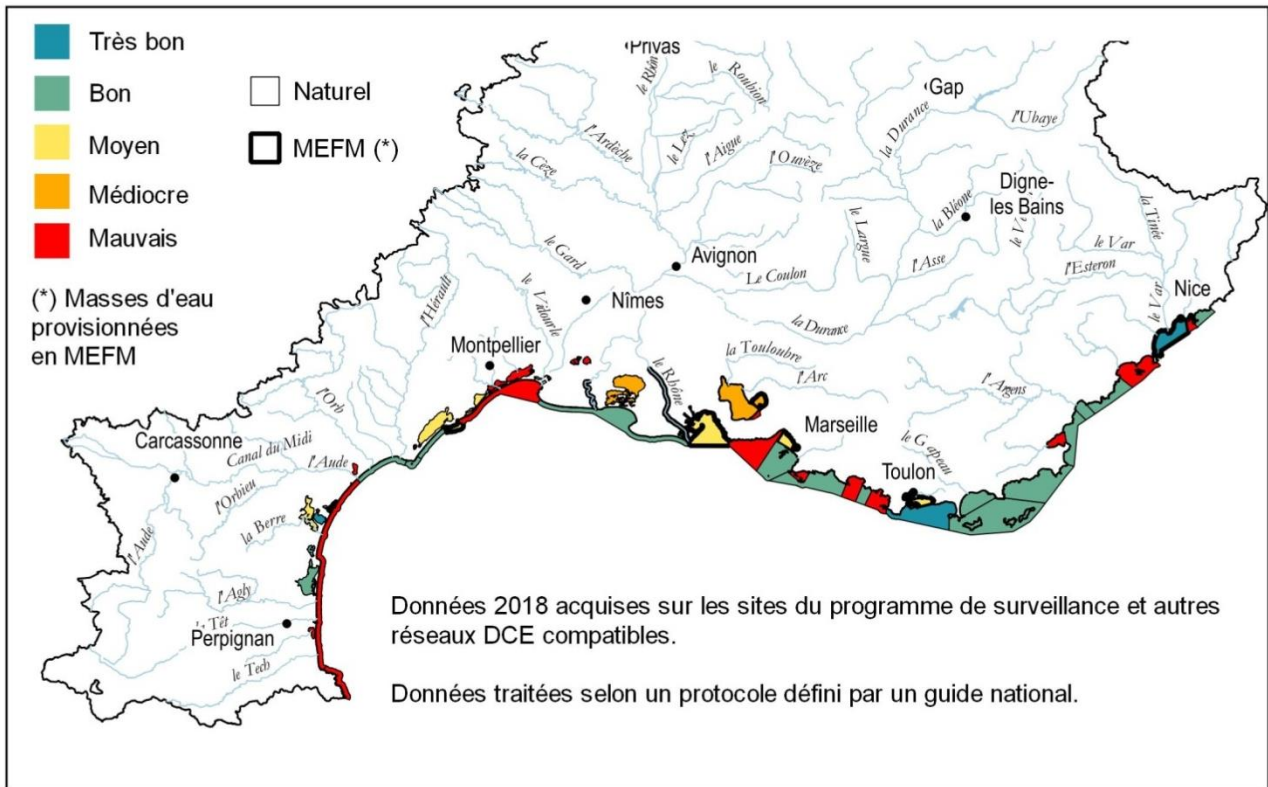 Très bon
Bon
Moyen
Médiocre
Mauvais
Naturel
MEFM (*)
(*) Masses d'eau
provisionnées
en MEFM
Privas
le Rhôn
le Roubion
Gap
la Durance
l'Ubaye
l'Ardèche
le Lez
l'Aigue
l'Ouvèze
la Cèze
Digne-
les Bains
la Bléone
la Tinée
le Largue
le Gard
Avignon
Le Coulon
l'Asse
le Var
l'Esteron
Nice
le Var
l'Hérault
le Vidourle
Nîmes
la Durance
Montpellier
le Rhône
la Touloubre
l'Arc
l'Argens
l'Orb
Marseille
Carcassonne
Canal du Midi
l'Aude
le Gapeau
Toulon
l'Orbieu
la Berre
l'Aude
l'Agly
Têt
Perpignan
le Tech
Données 2018 acquises sur les sites du programme de surveillance et autres
réseaux DCE compatibles.
Données traitées selon un protocole défini par un guide national.